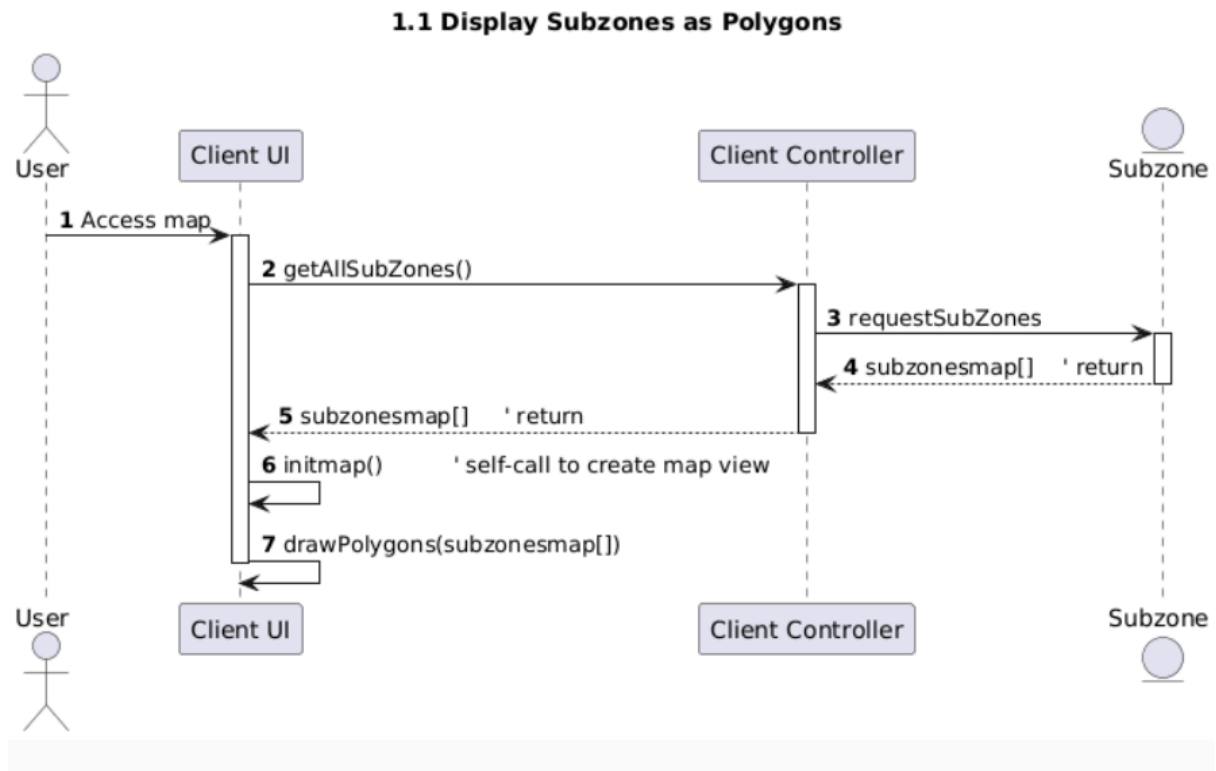 1.1 Display Subzones as Polygons
User
Client UI
Client Controller
Subzone
1 Access map
2 getAllSubZones()
3 requestSubZones
4 subzonesmap[] ' return
5 subzonesmap[] ' return
6 initmap() ' self-call to create map view
7 drawPolygons(subzonesmap[])
User
Client UI
Client Controller
Subzone